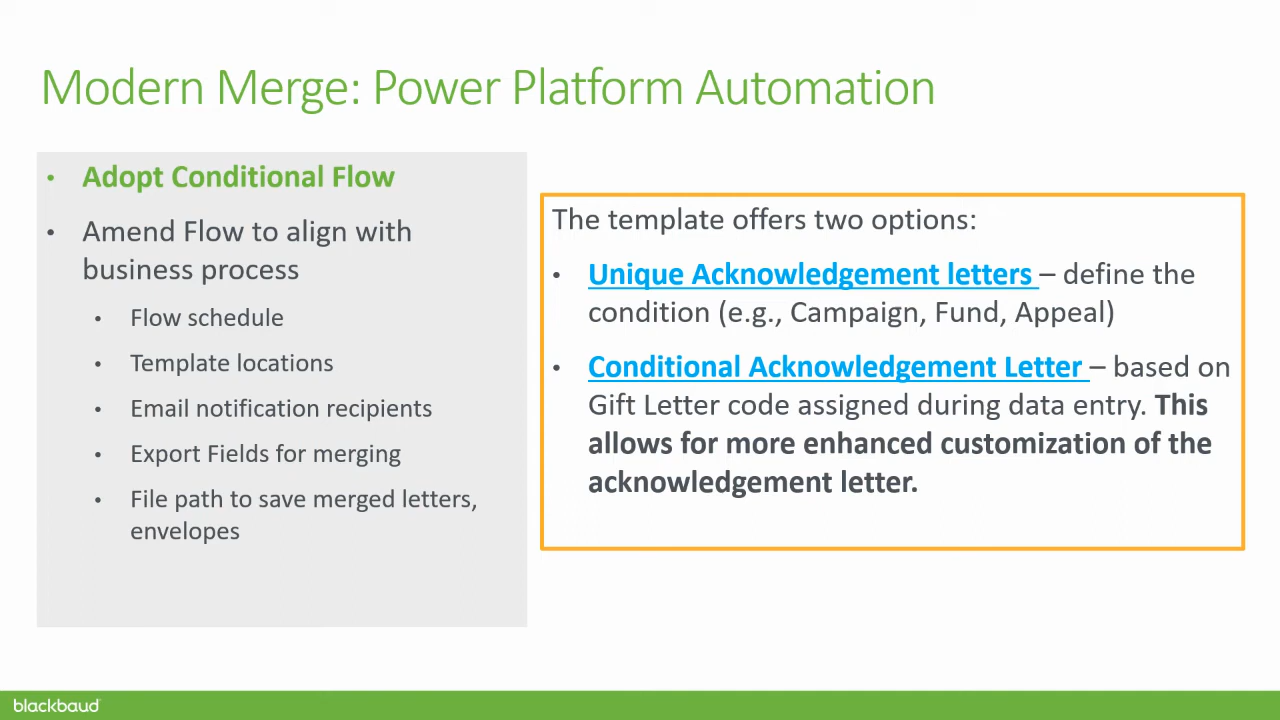 Modern Merge: Power Platform Automation
• Adopt Conditional Flow
• Amend Flow to align with
business process
• Flow schedule
• Template locations
• Email notification recipients
• Export Fields for merging
• File path to save merged letters,
envelopes
The template offers two options:
• Unique Acknowledgement letters – define the
condition (e.g., Campaign, Fund, Appeal)
• Conditional Acknowledgement Letter – based on
Gift Letter code assigned during data entry. This
allows for more enhanced customization of the
acknowledgement letter.
blackbaud